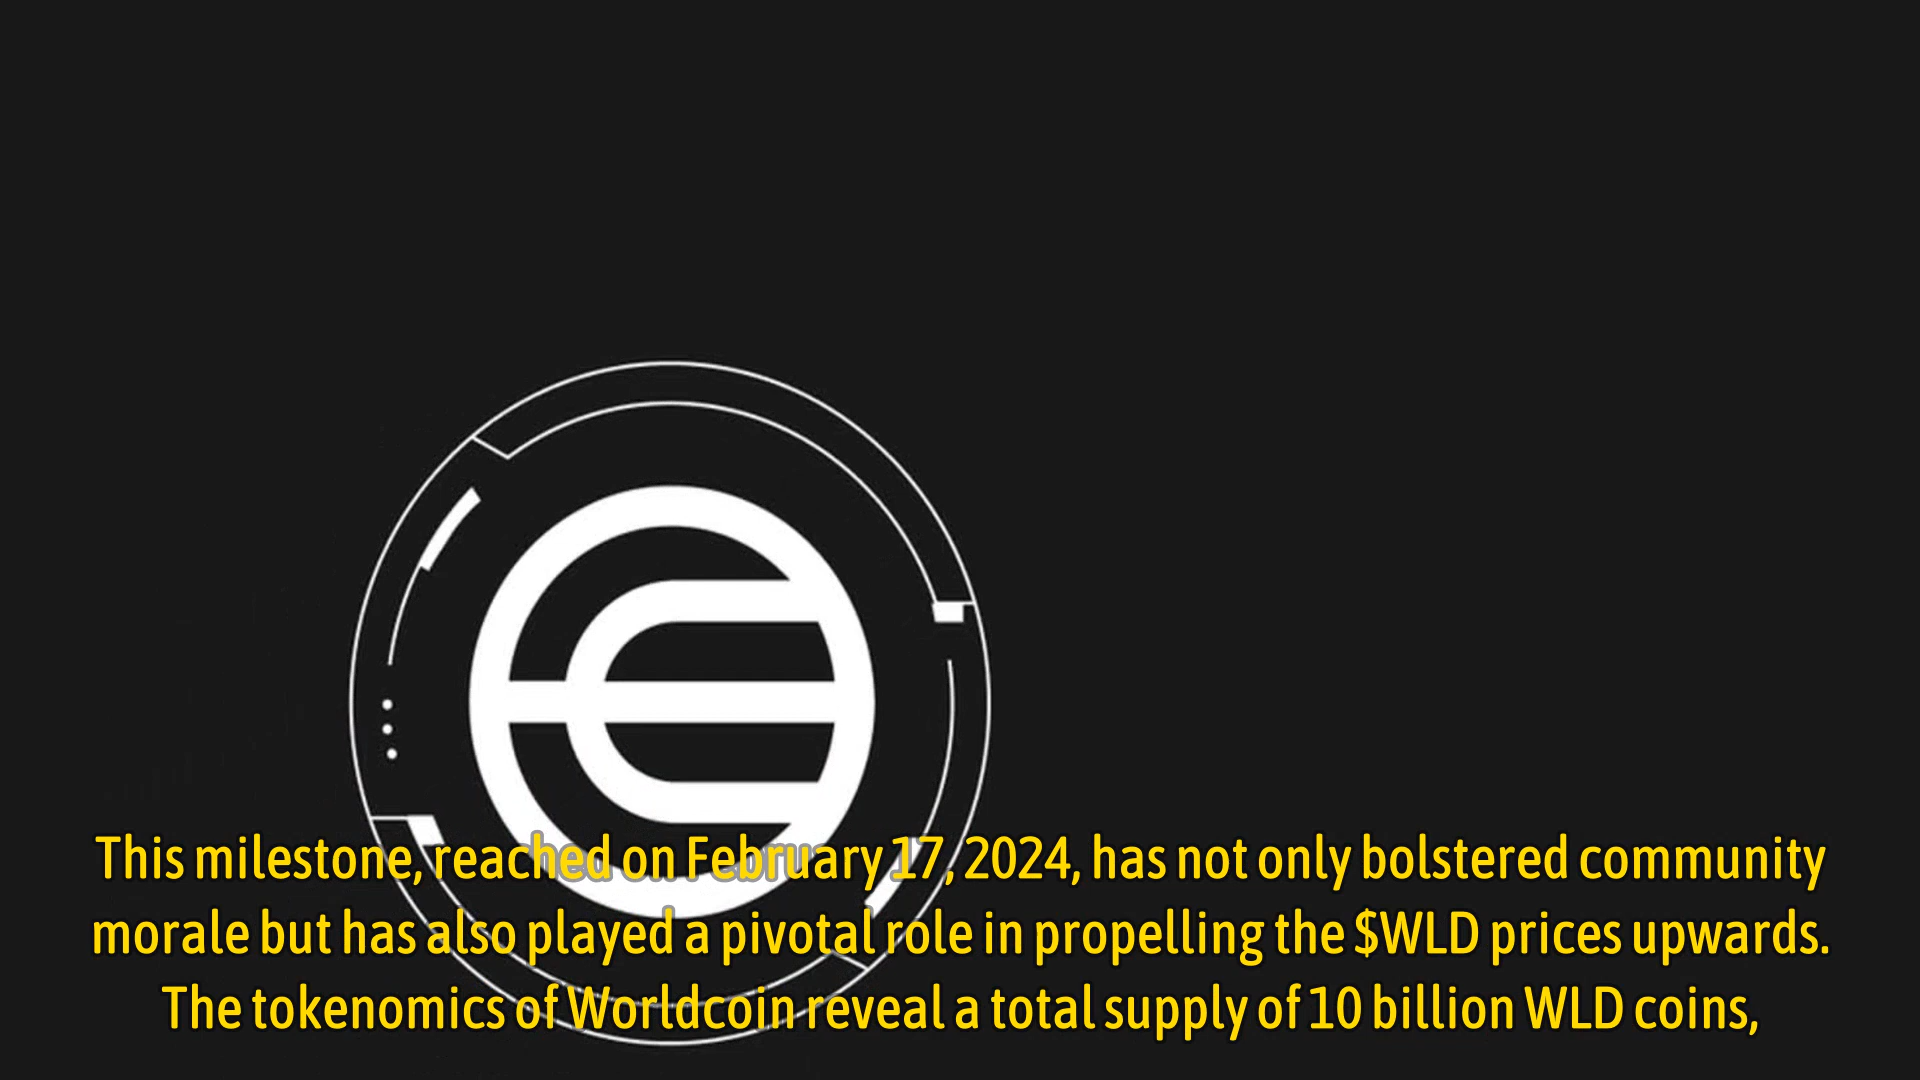 This milestone, reached on February 17, 2024, has not only bolstered community
morale but has also played a pivotal role in propelling the $WLD prices upwards.
The tokenomics of Worldcoin reveal a total supply of 10 billion WLD coins,